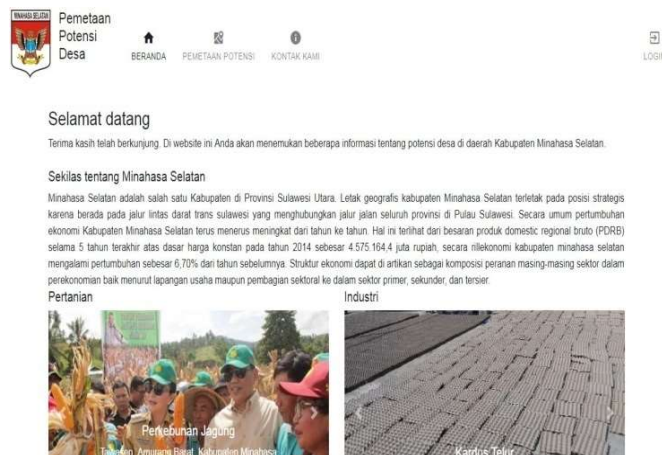 MINAHASA SELATAN
Pemetaan
Potensi
Desa
BERANDA
PEMETAAN POTENSI
KONTAK KAMI
LOGIN
Selamat datang
Terima kasih telah berkunjung. Di website ini Anda akan menemukan beberapa informasi tentang potensi desa di daerah Kabupaten Minahasa Selatan.
Sekilas tentang Minahasa Selatan
Minahasa Selatan adalah salah satu Kabupaten di Provinsi Sulawesi Utara. Letak geografis kabupaten Minahasa Selatan terletak pada posisi strategis
karena berada pada jalur lintas darat trans sulawesi yang menghubungkan jalur jalan seluruh provinsi di Pulau Sulawesi. Secara umum pertumbuhan
ekonomi Kabupaten Minahasa Selatan terus menerus meningkat dari tahun ke tahun. Hal ini terlihat dari besaran produk domestic regional bruto (PDRB)
selama 5 tahun terakhir atas dasar harga konstan pada tahun 2014 sebesar 4.575.164,4 juta rupiah, secara rillekonomi kabupaten minahasa selatan
mengalami pertumbuhan sebesar 6,70% dari tahun sebelumnya. Struktur ekonomi dapat di artikan sebagai komposisi peranan masing-masing sektor dalam
perekonomian baik menurut lapangan usaha maupun pembagian sektoral ke dalam sektor primer, sekunder, dan tersier.
Pertanian
Industri
Perkebunan Jagung
Amurang Barat, Kabupaten Minahasa
Kardus Telur